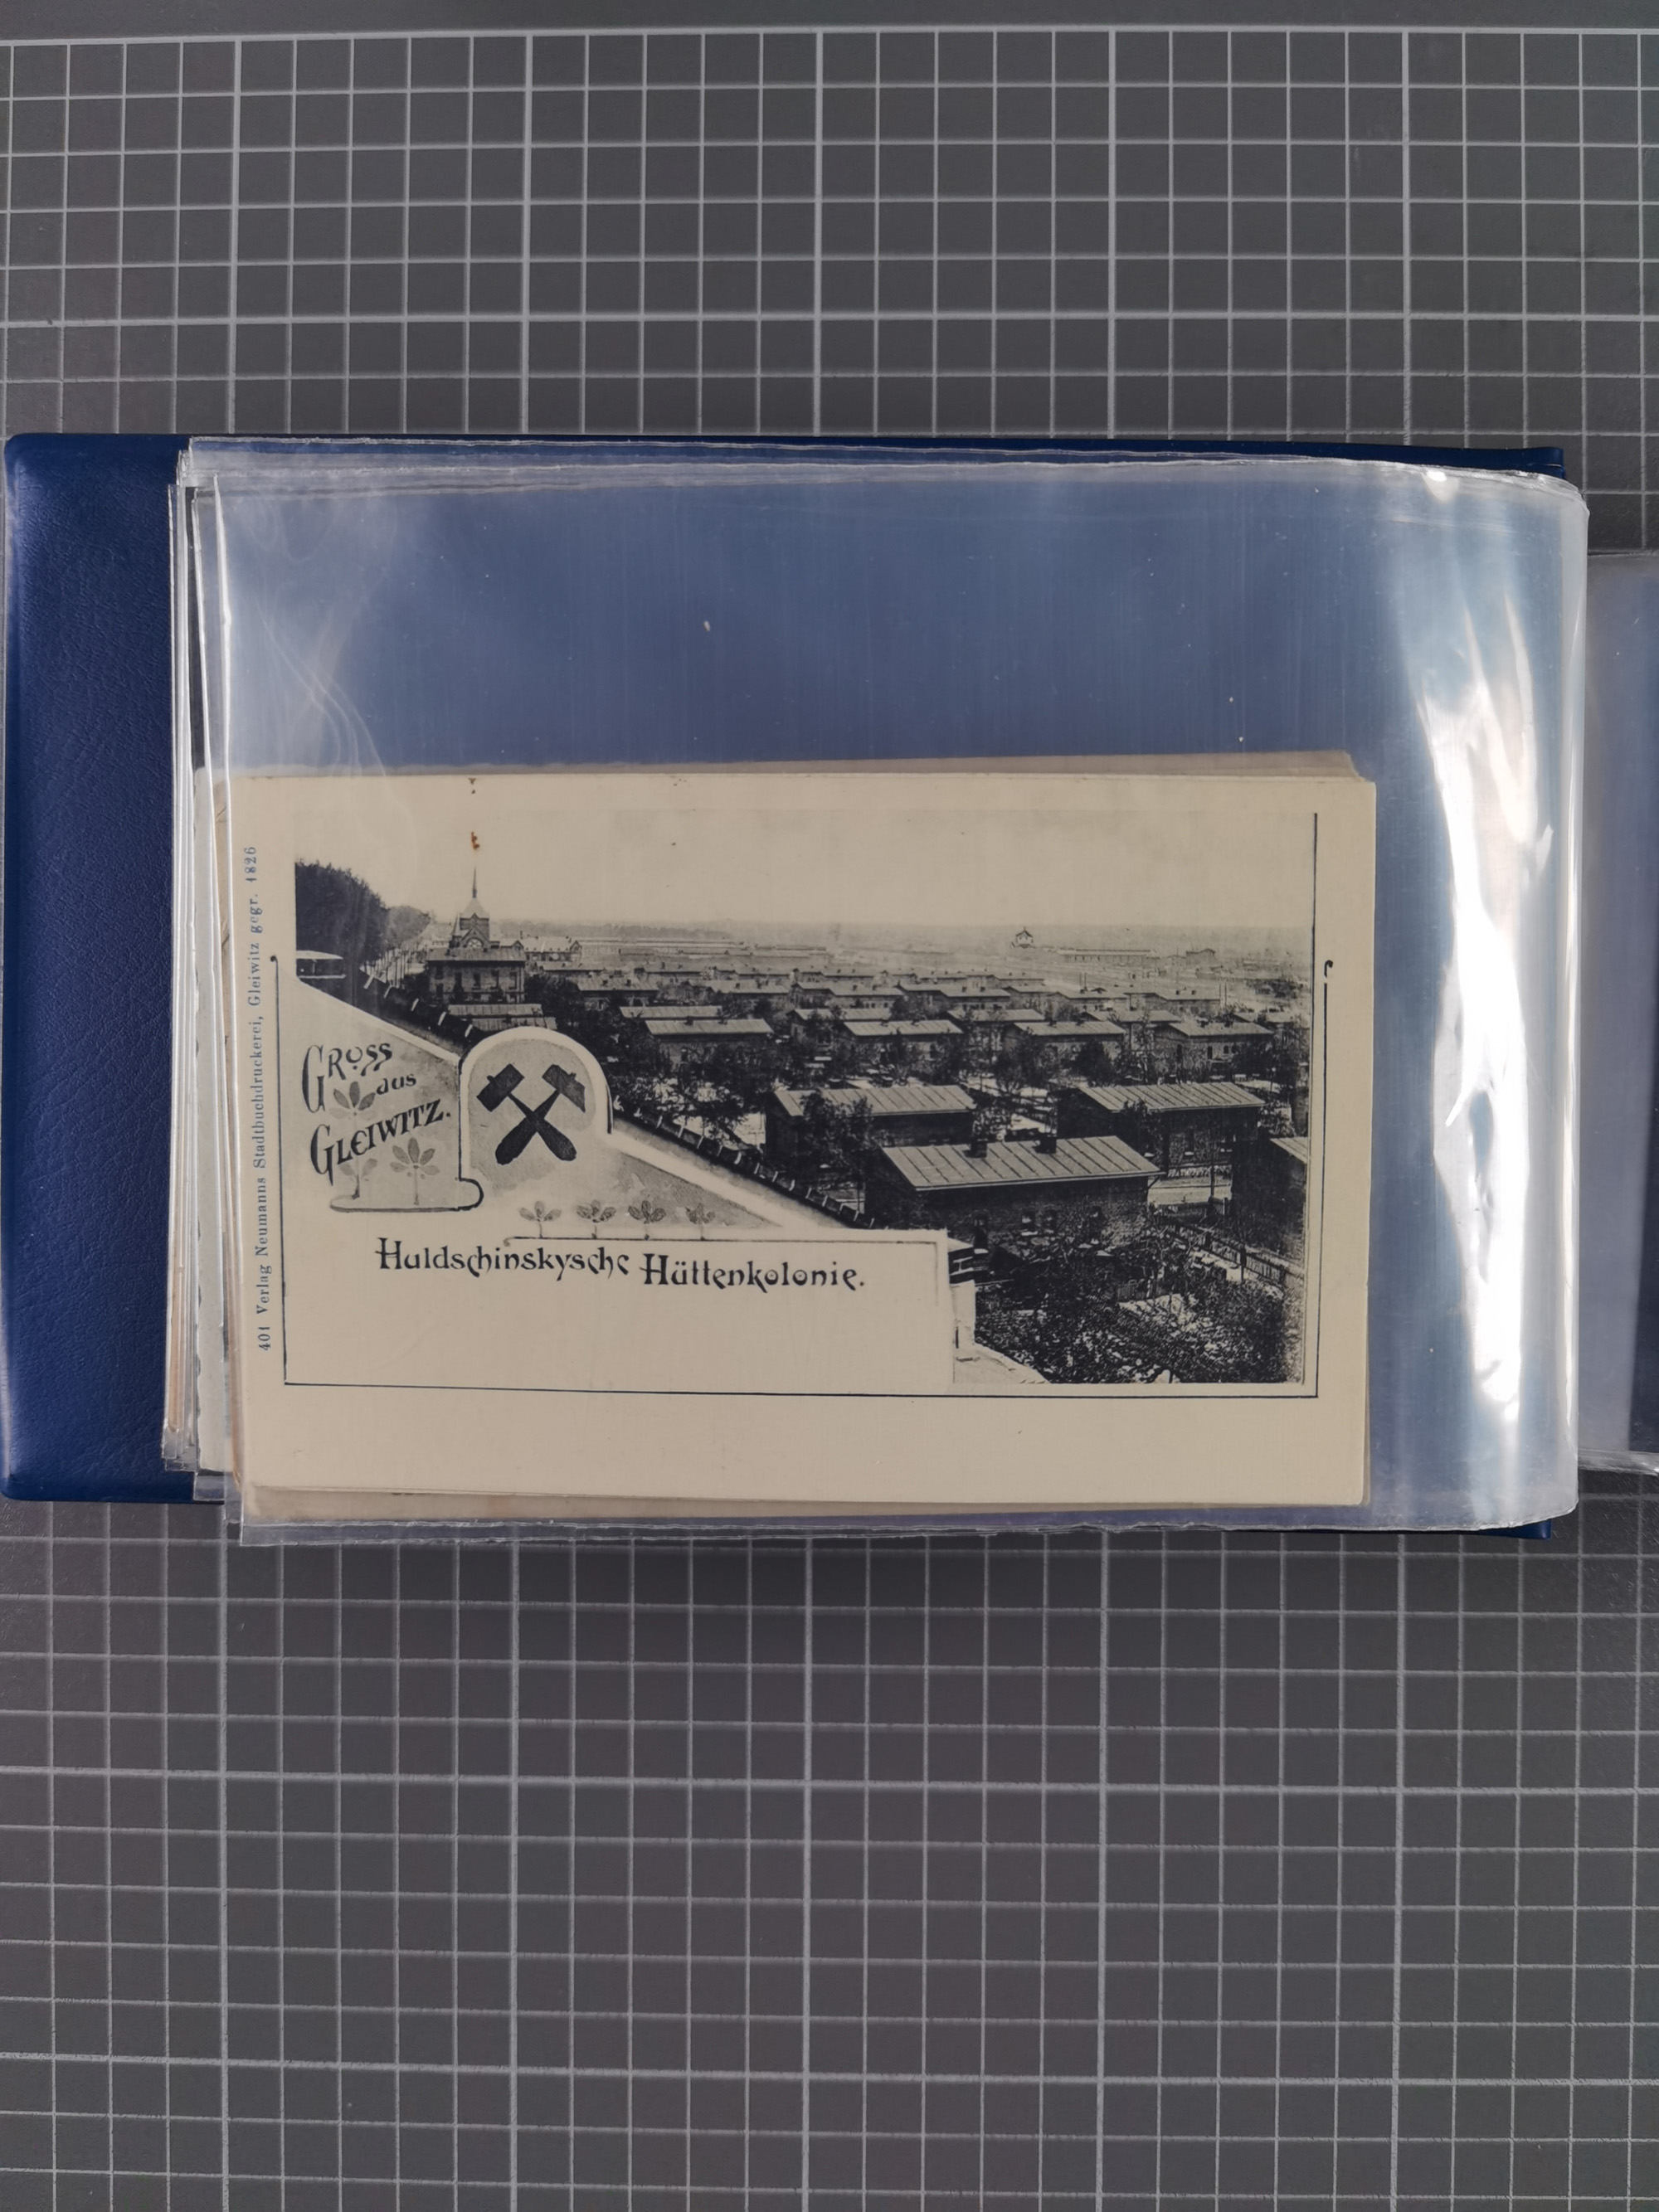 Gross
aus
Gleiwitz.
Huldschinskysche Hüttenkolonie.
401 Verlag Neumanns Stadtbuchdruckerei, Gleiwitz gegr. 1826